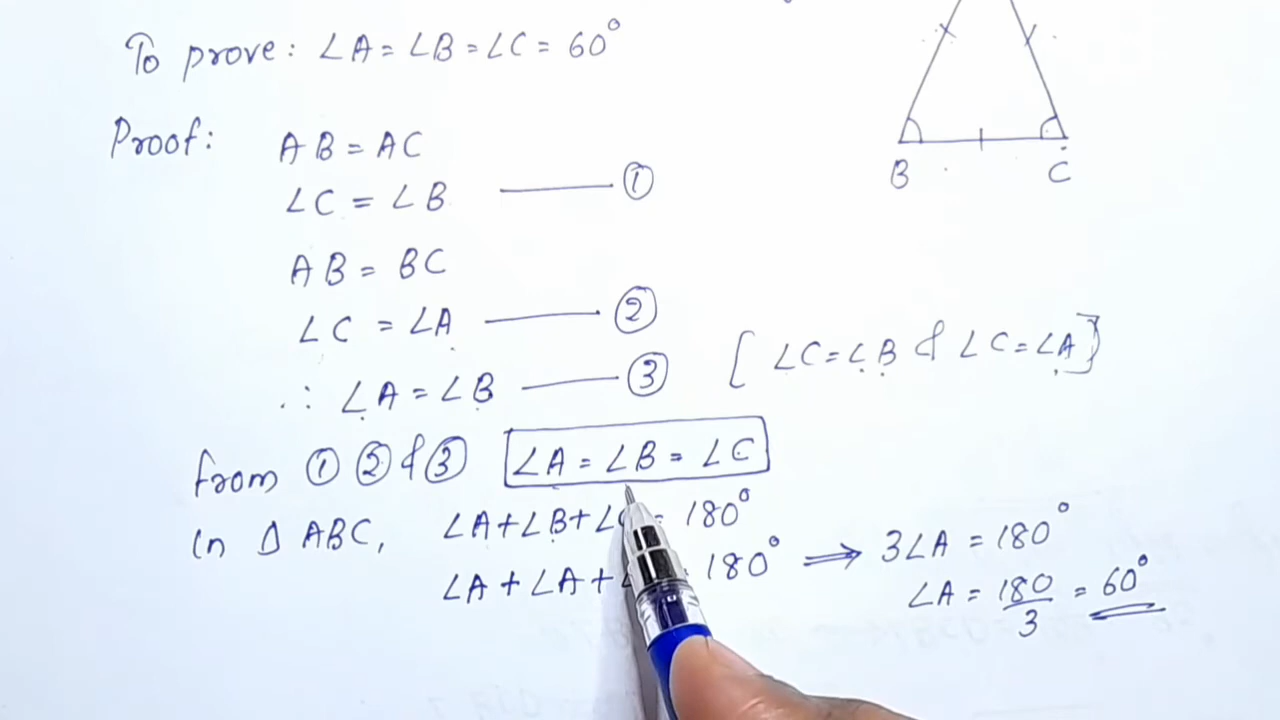 To prove: ∠A = ∠B = ∠C = 60°
B C
Proof: AB = AC
∠C = ∠B ——— ①
AB = BC
∠C = ∠A ——— ②
∴ ∠A = ∠B ——— ③ [∠C = ∠B & ∠C = ∠A]
From ① ② & ③ ∠A = ∠B = ∠C
In Δ ABC, ∠A + ∠B + ∠ = 180°
∠A + ∠A + ∠ 180° ⟹ 3∠A = 180°
∠A = 180/3 = 60°